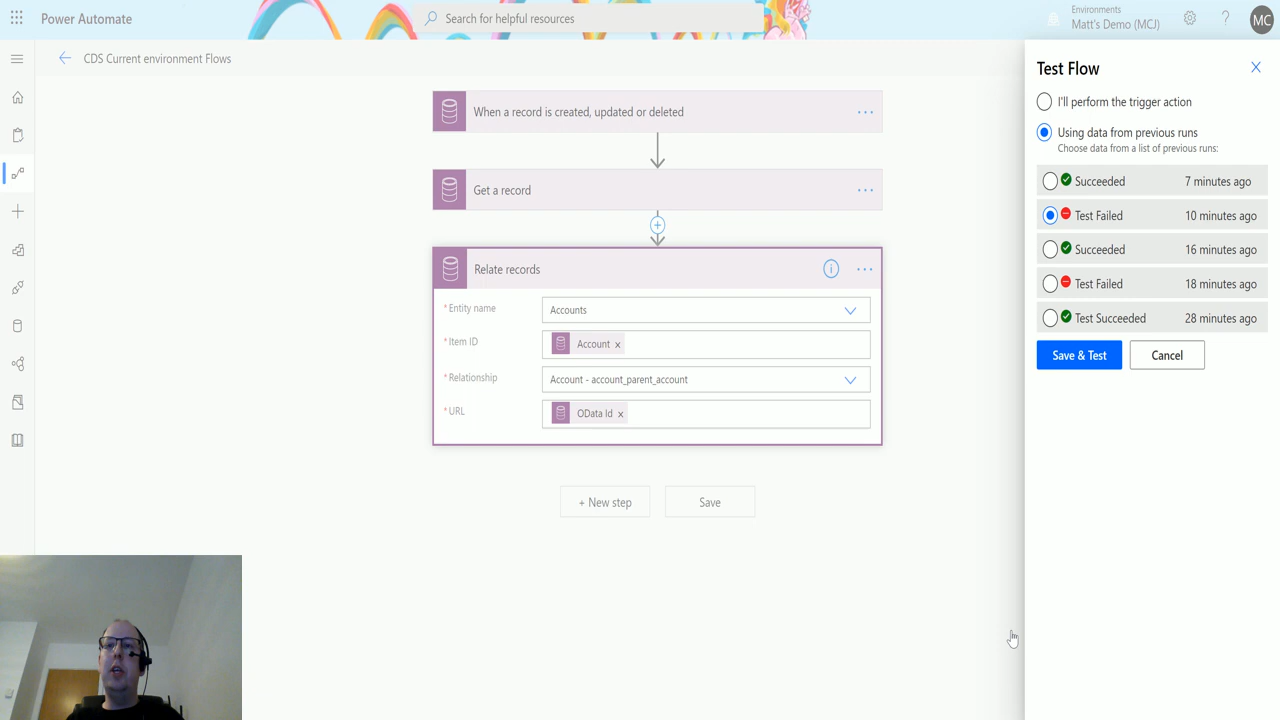 Power Automate
Search for helpful resources
Environments
Matt's Demo (MCJ)
?
MC
CDS Current environment Flows
When a record is created, updated or deleted
Get a record
Relate records
* Entity name
Accounts
* Item ID
Account x
* Relationship
Account - account_parent_account
* URL
OData Id x
+ New step
Save
Test Flow
I'll perform the trigger action
Using data from previous runs
Choose data from a list of previous runs:
Succeeded 7 minutes ago
Test Failed 10 minutes ago
Succeeded 16 minutes ago
Test Failed 18 minutes ago
Test Succeeded 28 minutes ago
Save & Test
Cancel